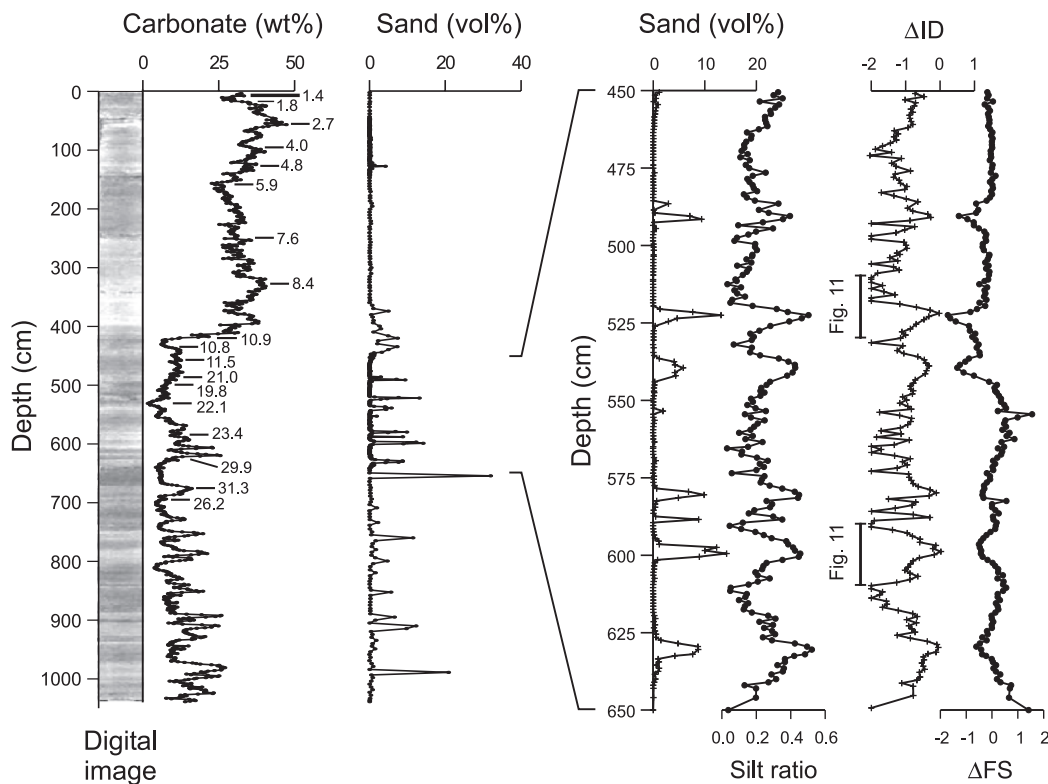 Carbonate (wt%)
Sand (vol%)
Sand (vol%)
ΔID
0 25 50
0 20 40
0 10 20
-2 -1 0 1
Depth (cm)
0
100
200
300
400
500
600
700
800
900
1000
1.4
1.8
2.7
4.0
4.8
5.9
7.6
8.4
10.9
10.8
11.5
21.0
19.8
22.1
23.4
29.9
31.3
26.2
Depth (cm)
450
475
500
525
550
575
600
625
650
Fig. 11
Fig. 11
0.0 0.2 0.4 0.6
-2 -1 0 1 2
Digital
image
Silt ratio
ΔFS